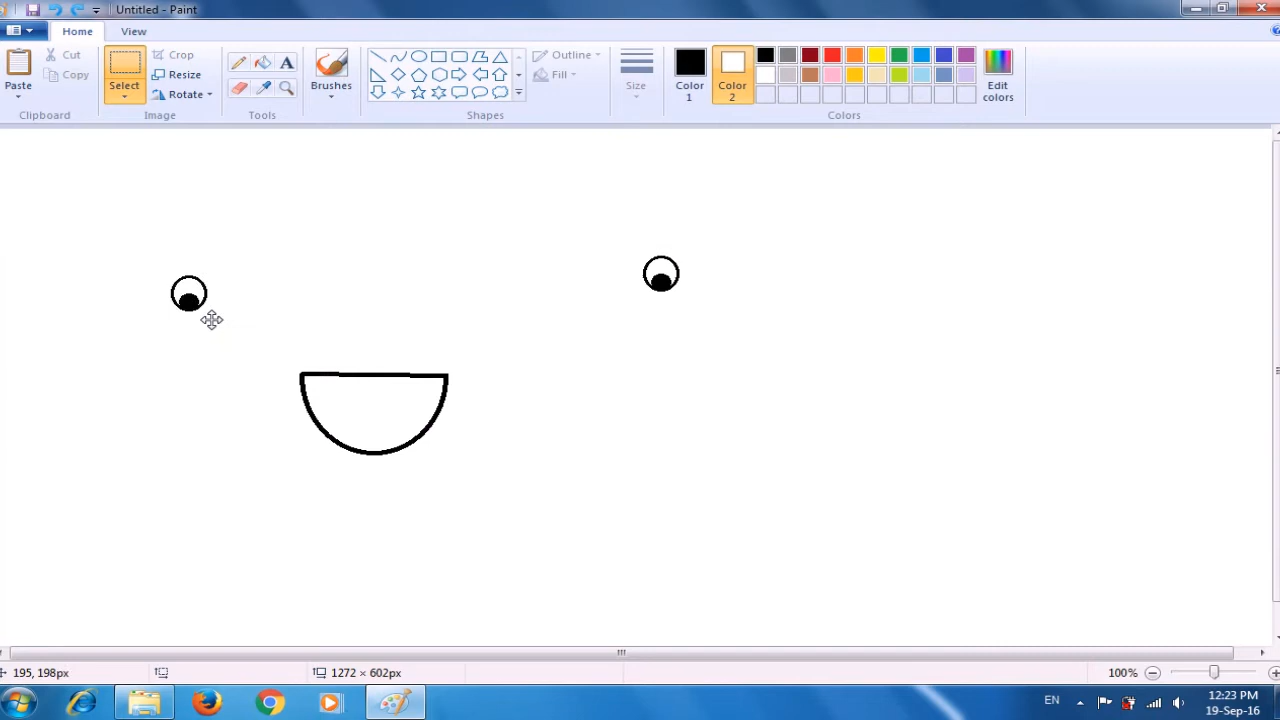 Untitled - Paint
Home View
Paste
Cut
Copy
Clipboard
Select
Crop
Resize
Rotate
Image
A
Tools
Brushes
Outline
Fill
Shapes
Size
Color 1
Color 2
Edit colors
Colors
195, 198px
1272 × 602px
100%
EN
12:23 PM
19-Sep-16